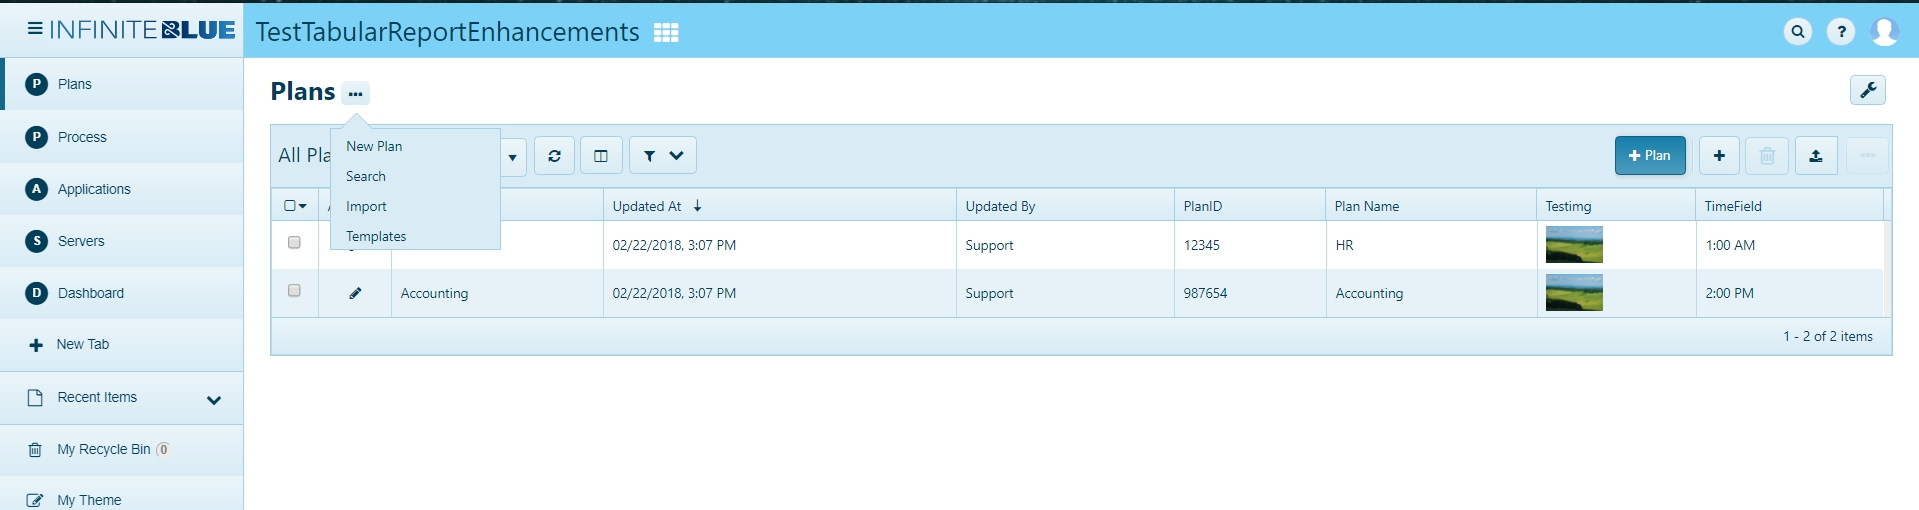 INFINITEBLUE
TestTabularReportEnhancements
?
P Plans
P Process
A Applications
S Servers
D Dashboard
New Tab
Recent Items
My Recycle Bin 0
My Theme
Plans
New Plan
Search
Import
Templates
All Pla
+ Plan
Updated At Updated By PlanID Plan Name Testimg TimeField
02/22/2018, 3:07 PM Support 12345 HR 1:00 AM
Accounting 02/22/2018, 3:07 PM Support 987654 Accounting 2:00 PM
1 - 2 of 2 items